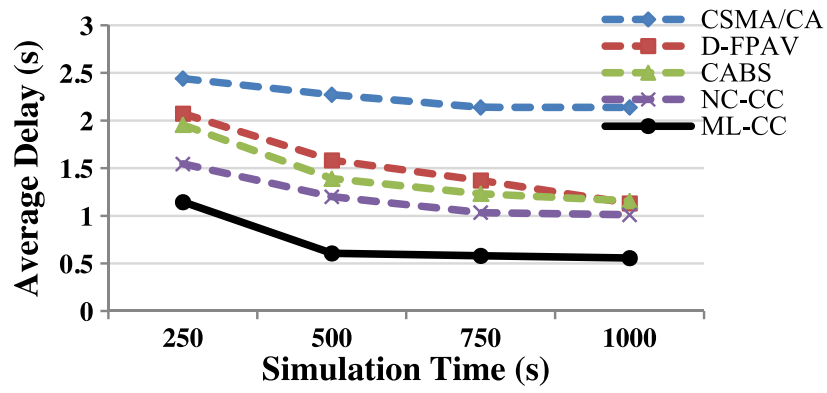 3
2.5
2
1.5
1
0.5
0
Average Delay (s)
250 500 750 1000
Simulation Time (s)
CSMA/CA
D-FPAV
CABS
NC-CC
ML-CC